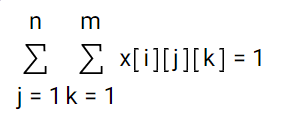 n m
∑ ∑ x[i][j][k] = 1
j = 1 k = 1